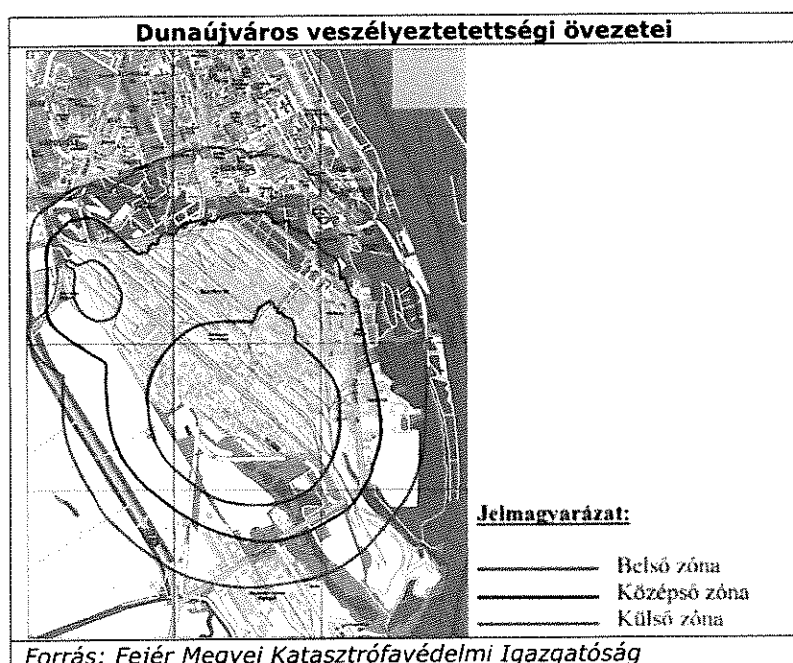 Dunaújváros veszélyeztetettségi övezetei
Jelmagyarázat:
Belső zóna
Középső zóna
Külső zóna
Forrás: Fejér Megyei Katasztrófavédelmi Igazgatóság